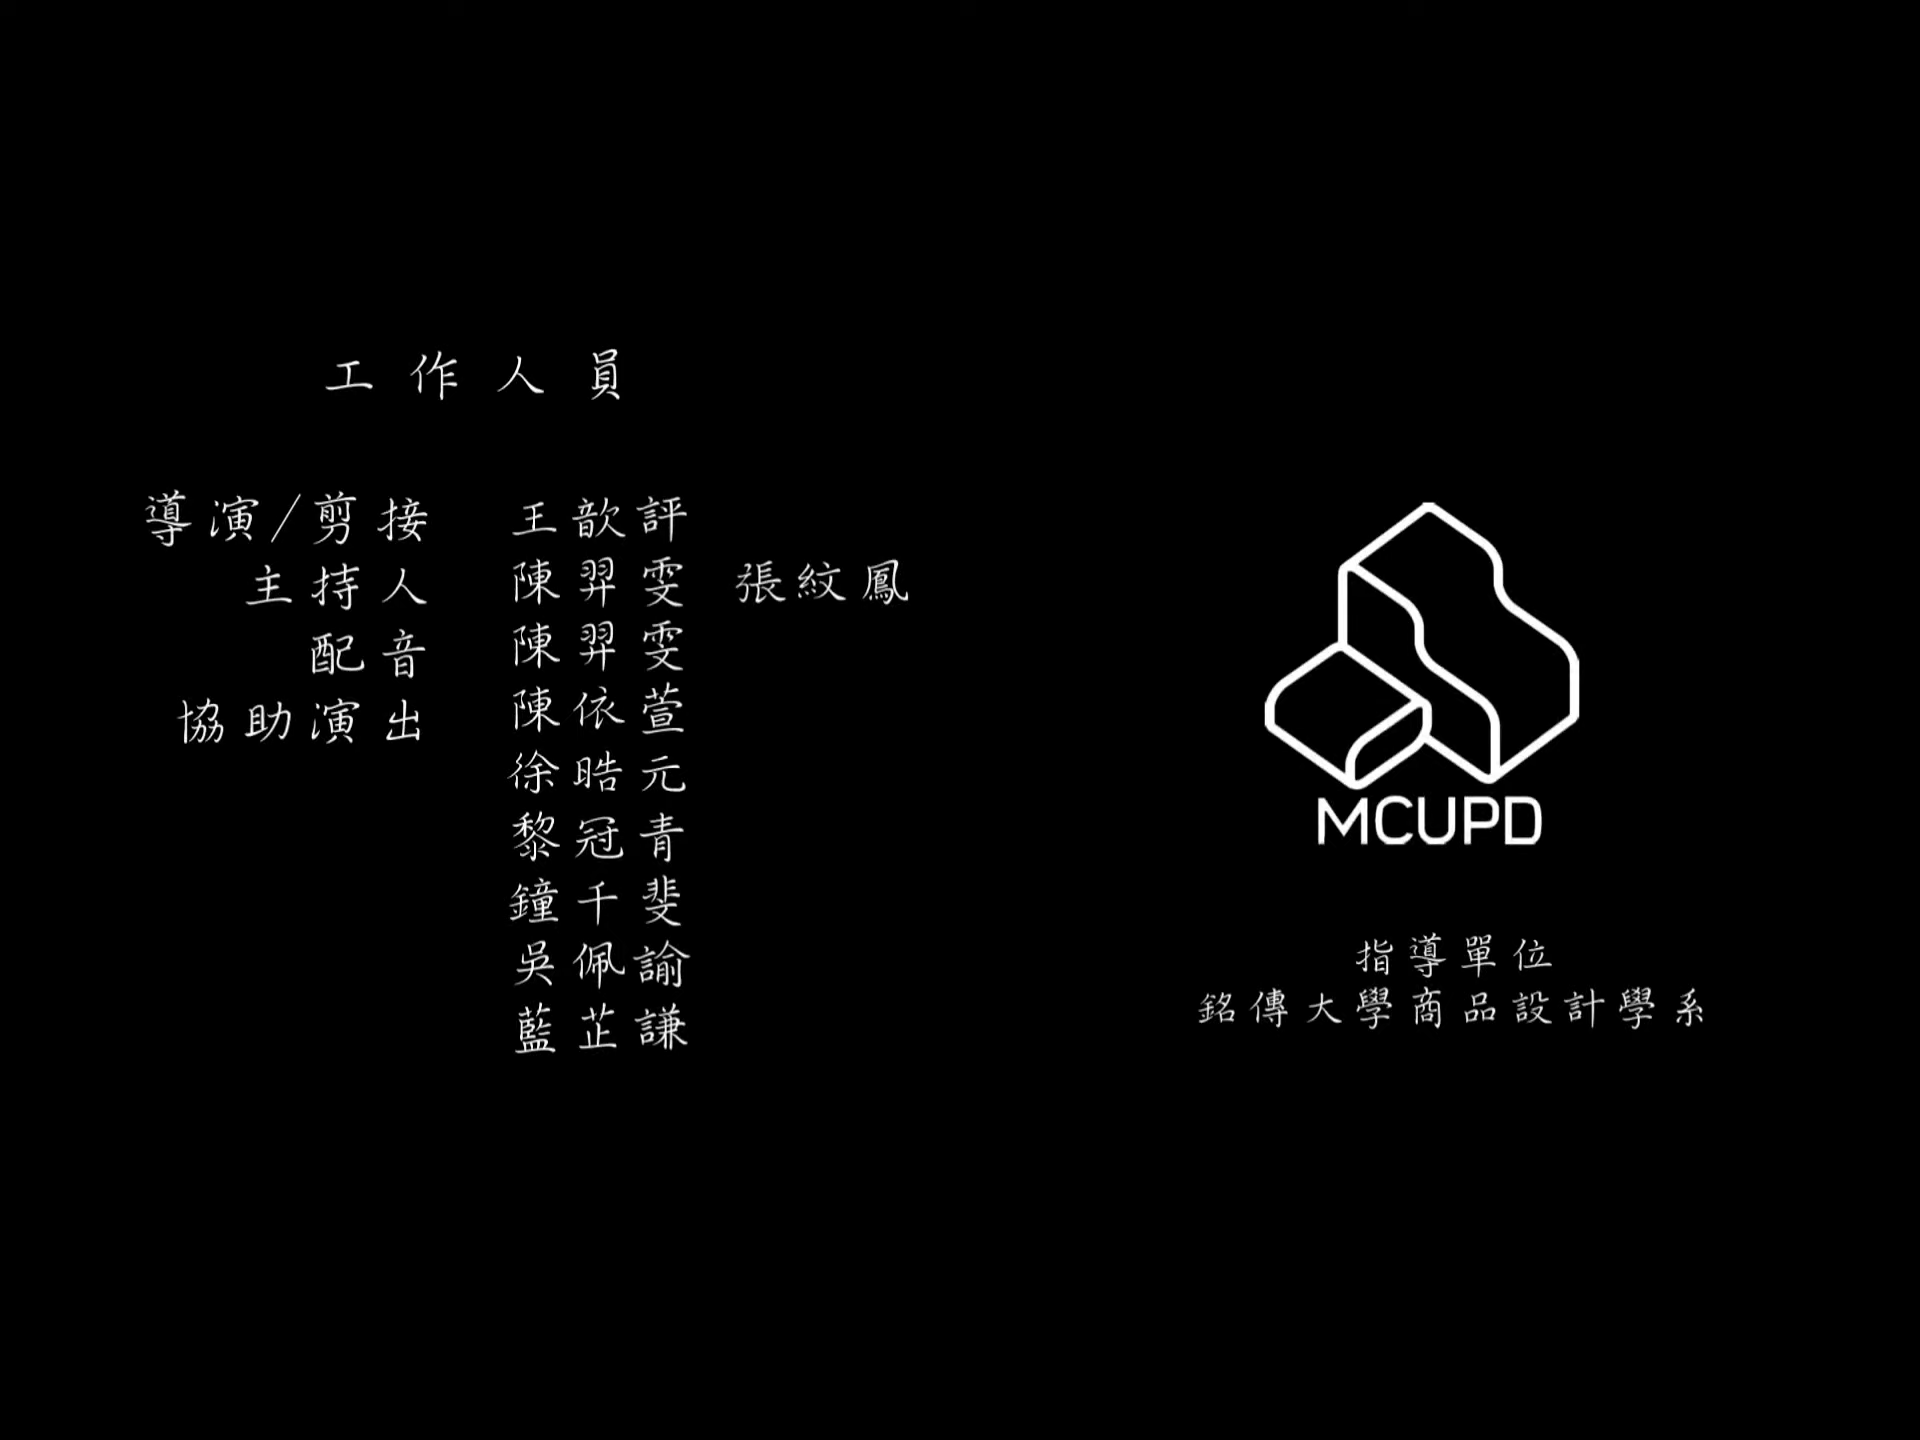 工作人員
導演/剪接 王歆評
主持人 陳羿雯 張紋鳳
配音 陳羿雯
協助演出 陳依萱
徐晧元
黎冠青
鐘千斐
吳佩諭
藍芷謙
MCUPD
指導單位
銘傳大學商品設計學系